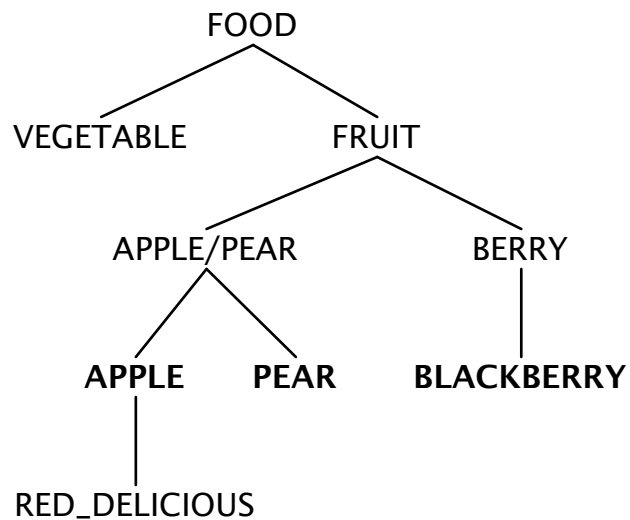 FOOD
VEGETABLE FRUIT
APPLE/PEAR BERRY
APPLE PEAR BLACKBERRY
RED_DELICIOUS